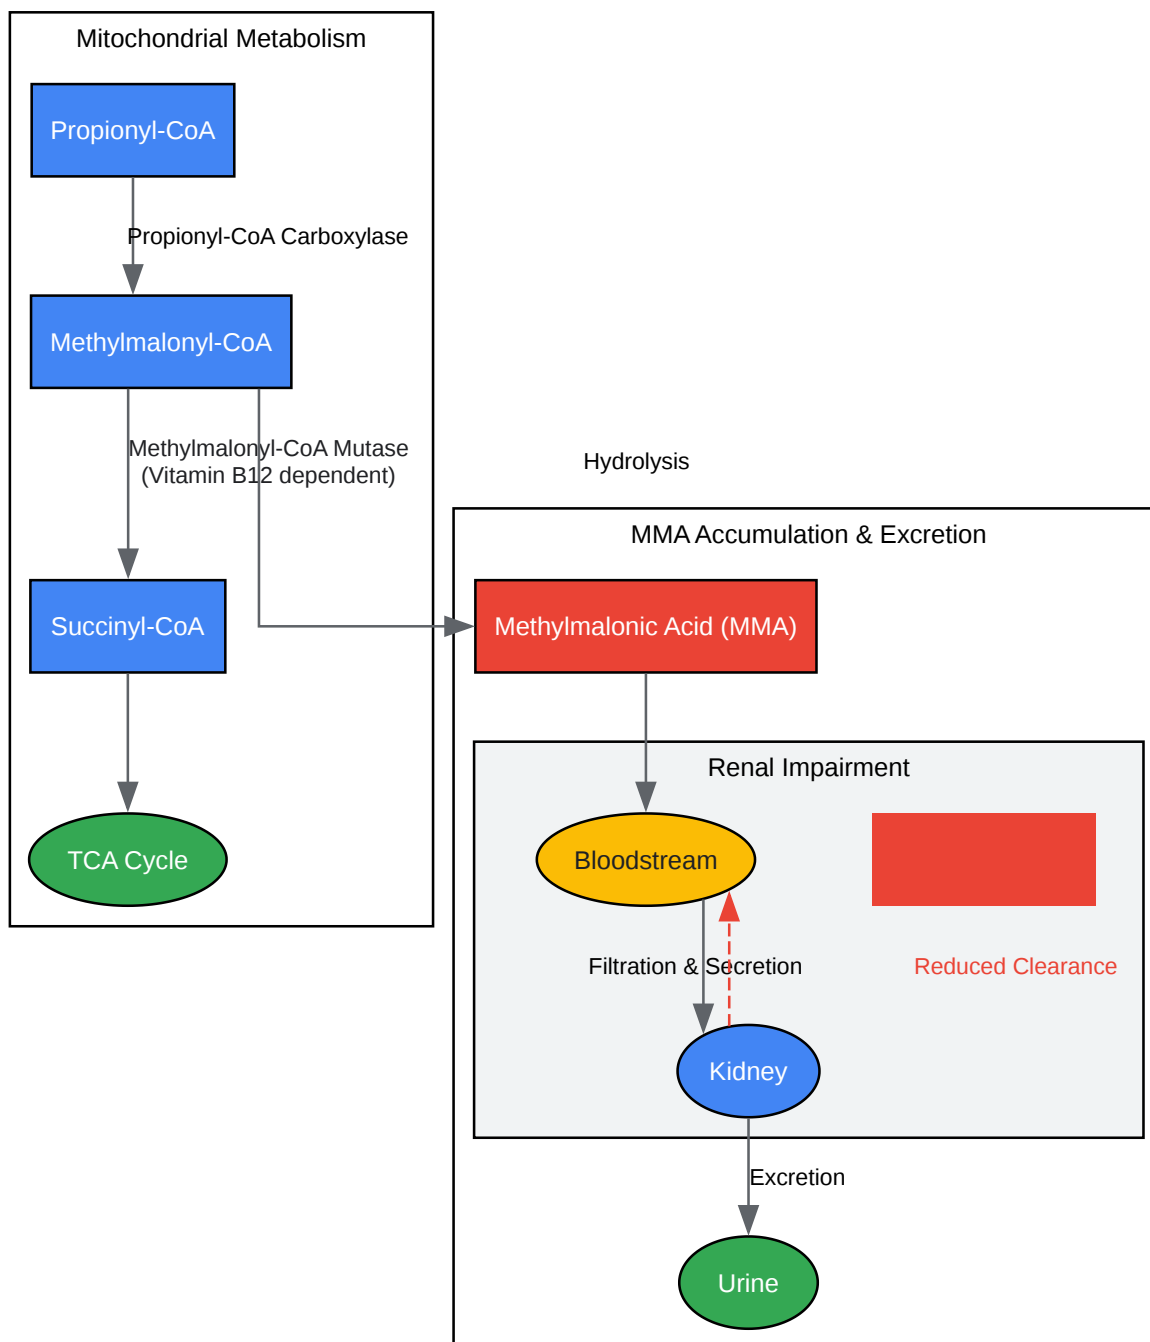 Mitochondrial Metabolism
Propionyl-CoA
Propionyl-CoA Carboxylase
Methylmalonyl-CoA
Methylmalonyl-CoA Mutase
(Vitamin B12 dependent)
Succinyl-CoA
TCA Cycle
Hydrolysis
MMA Accumulation & Excretion
Methylmalonic Acid (MMA)
Renal Impairment
Bloodstream
Filtration & Secretion
Reduced Clearance
Kidney
Excretion
Urine